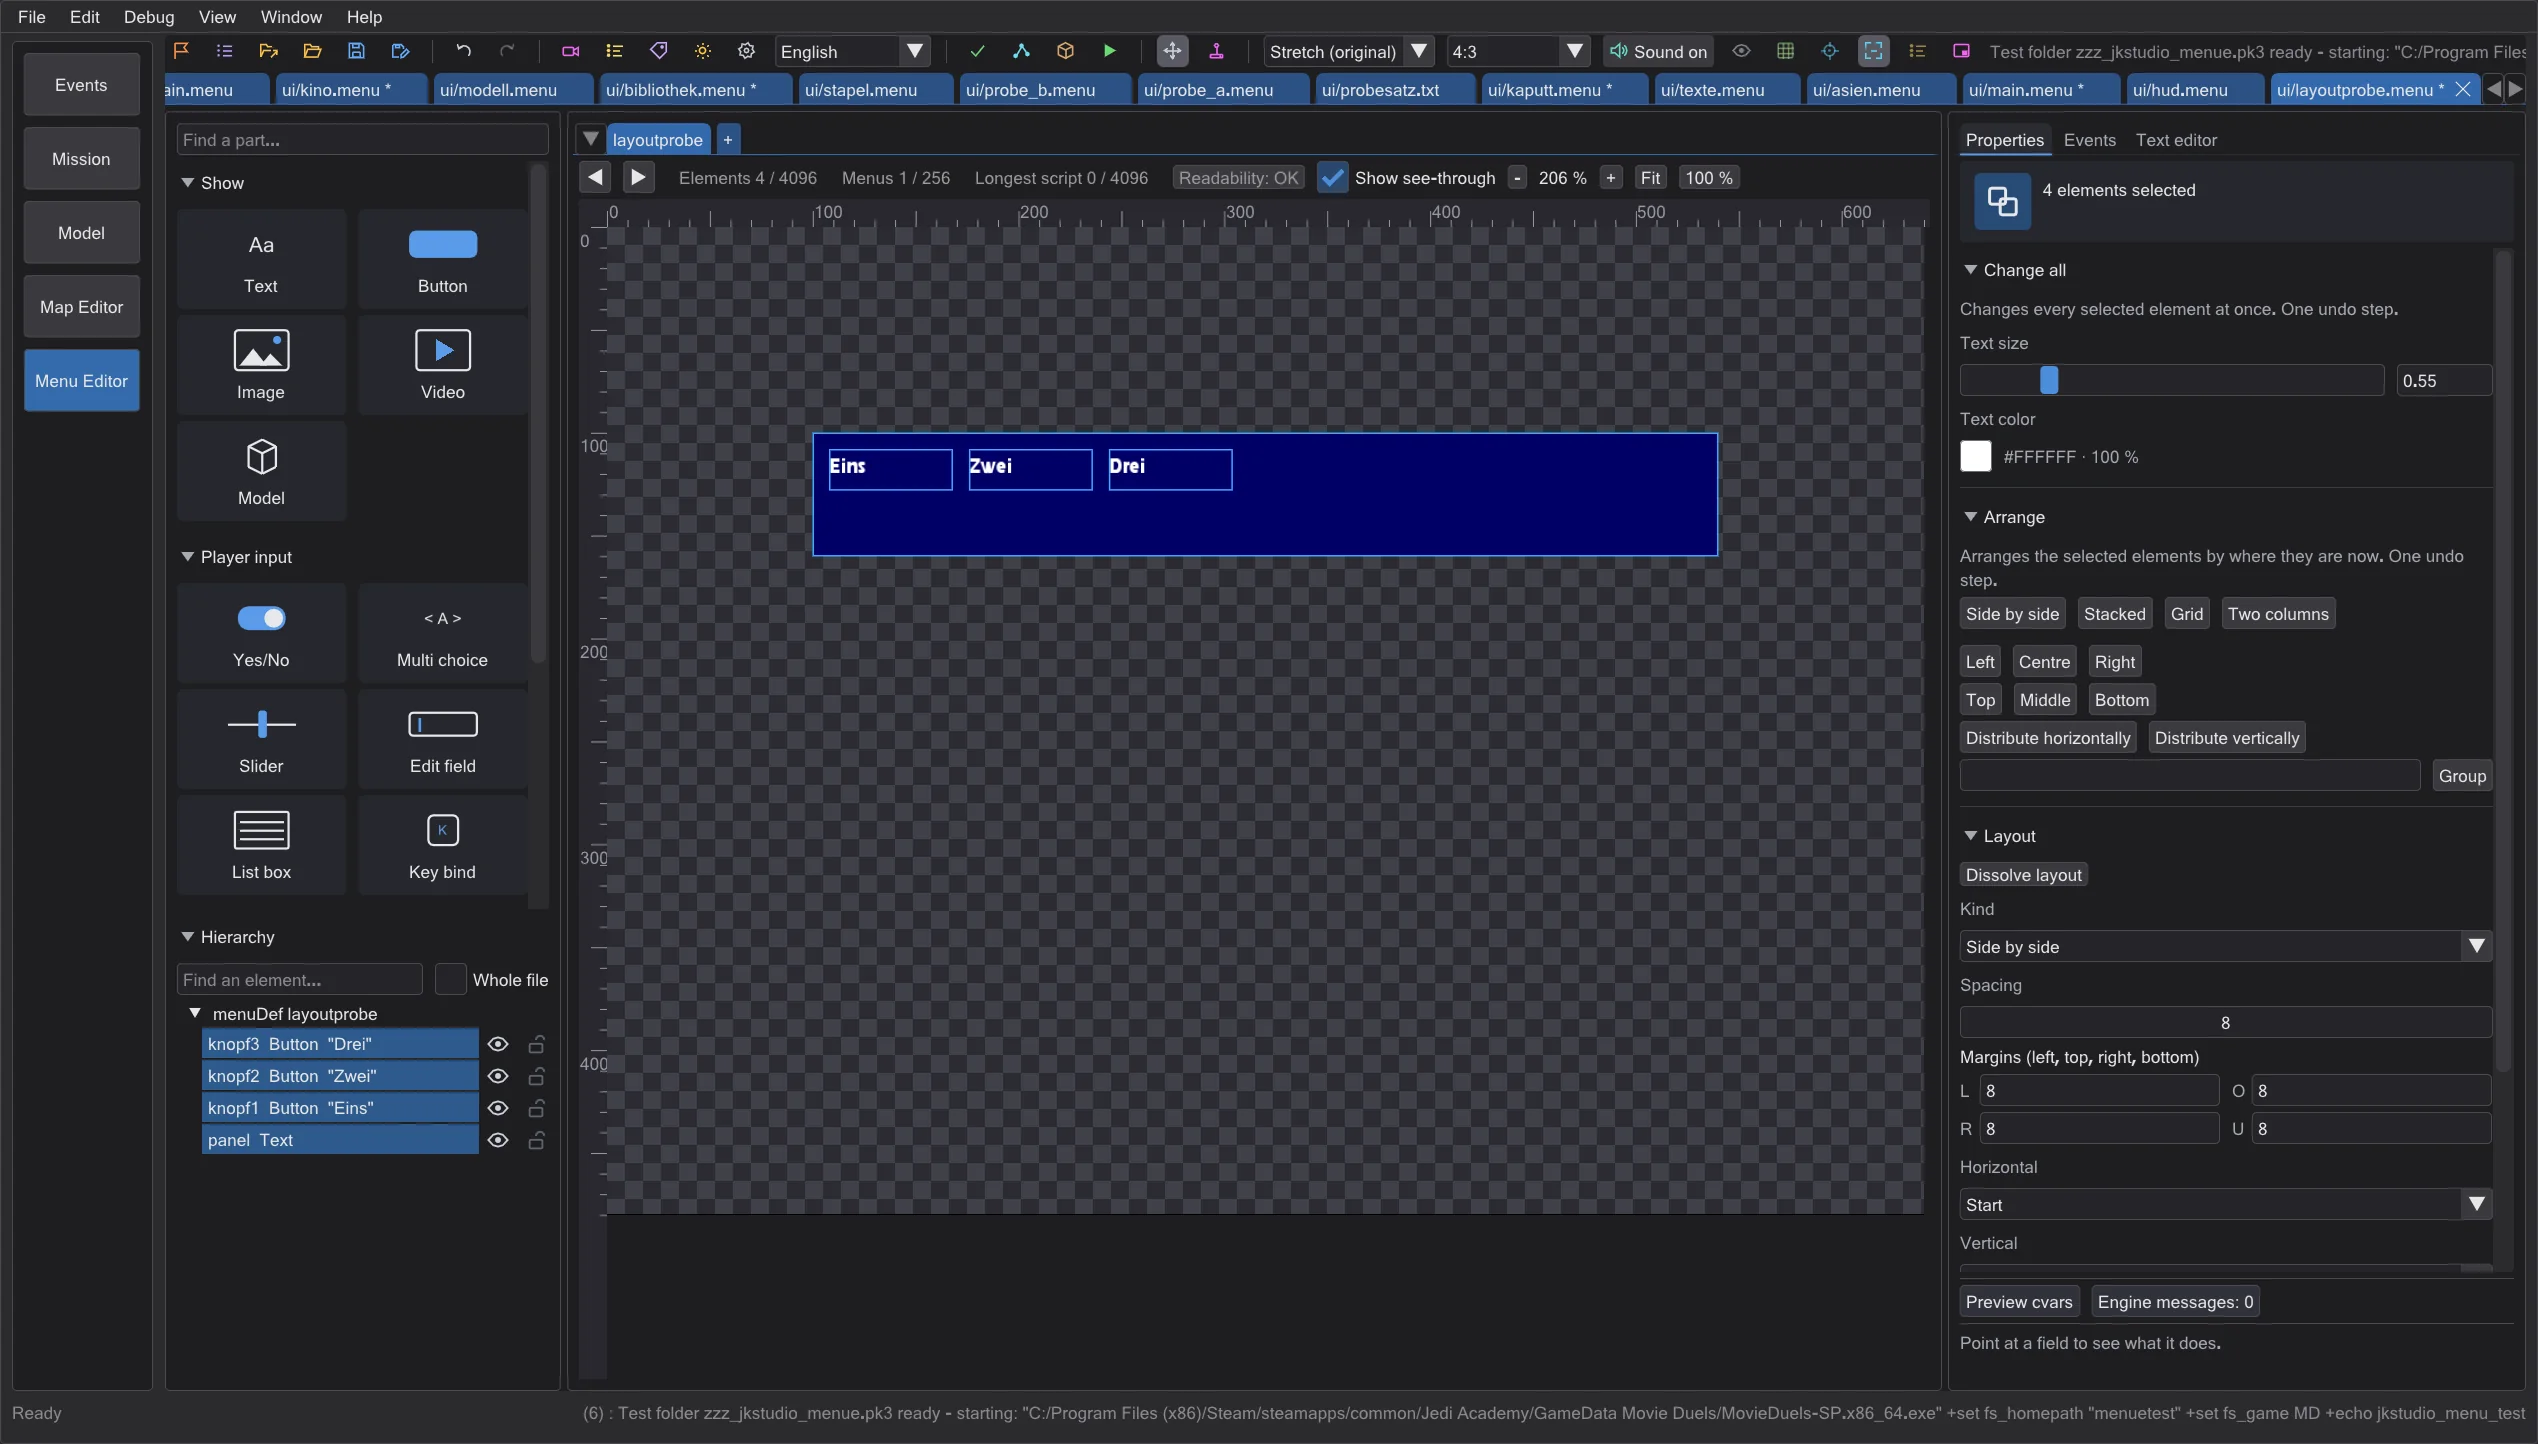 File Edit Debug View Window Help
English Stretch (original) 4:3 Sound on Test folder zzz_jkstudio_menue.pk3 ready - starting: "C:/Program Files
ain.menu ui/kino.menu * ui/modell.menu ui/bibliothek.menu * ui/stapel.menu ui/probe_b.menu ui/probe_a.menu ui/probesatz.txt ui/kaputt.menu * ui/texte.menu ui/asien.menu ui/main.menu * ui/hud.menu ui/layoutprobe.menu *
Events
Mission
Model
Map Editor
Menu Editor
Find a part...
Show
Aa
Text
Button
Image
Video
Model
Player input
Yes/No
< A >
Multi choice
Slider
Edit field
List box
K
Key bind
Hierarchy
Find an element... Whole file
menuDef layoutprobe
knopf3 Button "Drei"
knopf2 Button "Zwei"
knopf1 Button "Eins"
panel Text
layoutprobe +
Elements 4 / 4096 Menus 1 / 256 Longest script 0 / 4096 Readability: OK Show see-through - 206 % + Fit 100 %
0 100 200 300 400 500 600
0
100
200
300
400
Eins Zwei Drei
Properties Events Text editor
4 elements selected
Change all
Changes every selected element at once. One undo step.
Text size
0.55
Text color
#FFFFFF · 100 %
Arrange
Arranges the selected elements by where they are now. One undo
step.
Side by side Stacked Grid Two columns
Left Centre Right
Top Middle Bottom
Distribute horizontally Distribute vertically
Group
Layout
Dissolve layout
Kind
Side by side
Spacing
8
Margins (left, top, right, bottom)
L 8 O 8
R 8 U 8
Horizontal
Start
Vertical
Preview cvars Engine messages: 0
Point at a field to see what it does.
Ready (6) : Test folder zzz_jkstudio_menue.pk3 ready - starting: "C:/Program Files (x86)/Steam/steamapps/common/Jedi Academy/GameData Movie Duels/MovieDuels-SP.x86_64.exe" +set fs_homepath "menuetest" +set fs_game MD +echo jkstudio_menu_test